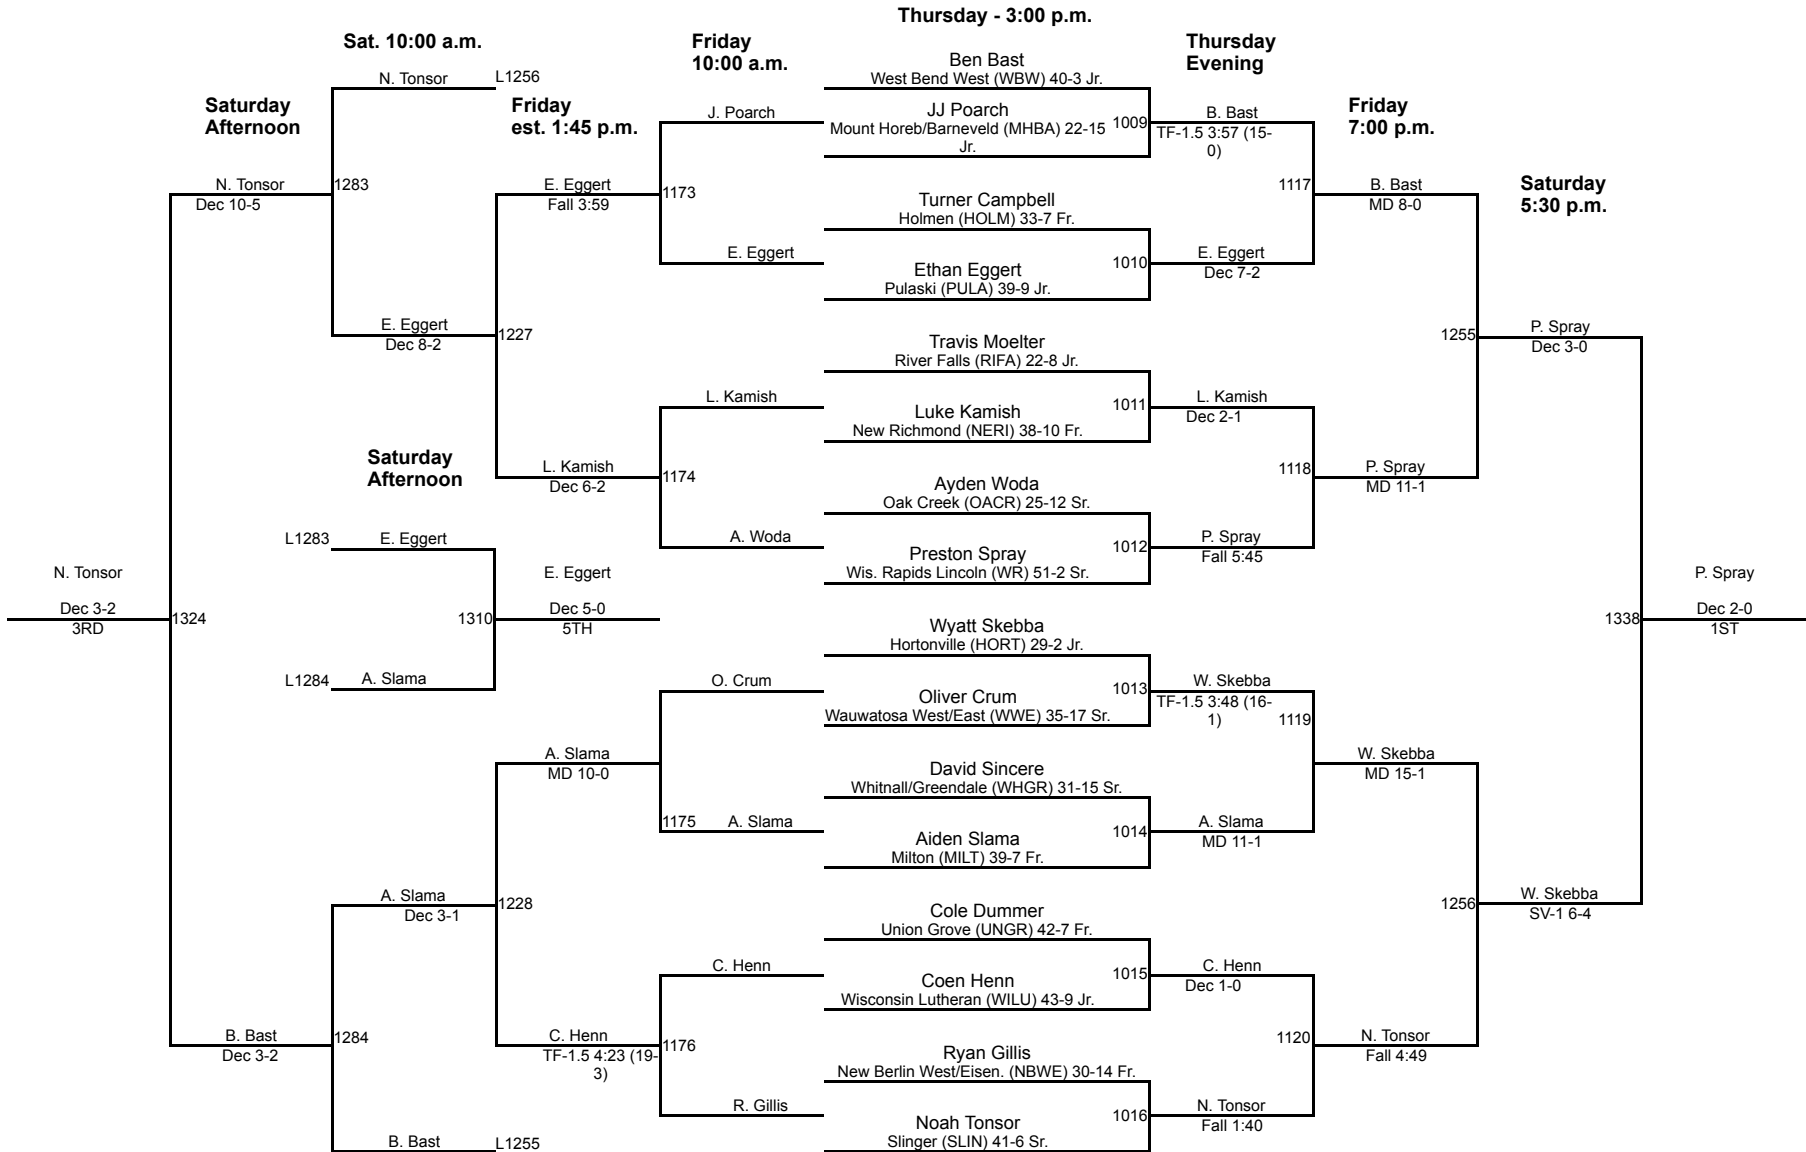 Thursday - 3:00 p.m.
Sat. 10:00 a.m.
Friday
10:00 a.m.
Thursday
Evening
Ben Bast
West Bend West (WBW) 40-3 Jr.
N. Tonsor
L1256
Saturday
Afternoon
Friday
est. 1:45 p.m.
J. Poarch
JJ Poarch
Mount Horeb/Barneveld (MHBA) 22-15
Jr.
1009
B. Bast
TF-1.5 3:57 (15-
0)
Friday
7:00 p.m.
N. Tonsor
Dec 10-5
1283
E. Eggert
Fall 3:59
1173
Turner Campbell
Holmen (HOLM) 33-7 Fr.
1117
B. Bast
MD 8-0
Saturday
5:30 p.m.
E. Eggert
Ethan Eggert
Pulaski (PULA) 39-9 Jr.
1010
E. Eggert
Dec 7-2
E. Eggert
Dec 8-2
1227
Travis Moelter
River Falls (RIFA) 22-8 Jr.
1255
P. Spray
Dec 3-0
L. Kamish
Luke Kamish
New Richmond (NERI) 38-10 Fr.
1011
L. Kamish
Dec 2-1
Saturday
Afternoon
L. Kamish
Dec 6-2
1174
Ayden Woda
Oak Creek (OACR) 25-12 Sr.
1118
P. Spray
MD 11-1
L1283
E. Eggert
A. Woda
Preston Spray
Wis. Rapids Lincoln (WR) 51-2 Sr.
1012
P. Spray
Fall 5:45
N. Tonsor
Dec 3-2
3RD
1324
1310
E. Eggert
Dec 5-0
5TH
1338
P. Spray
Dec 2-0
1ST
Wyatt Skebba
Hortonville (HORT) 29-2 Jr.
L1284
A. Slama
O. Crum
Oliver Crum
Wauwatosa West/East (WWE) 35-17 Sr.
1013
W. Skebba
TF-1.5 3:48 (16-
1)
1119
A. Slama
MD 10-0
David Sincere
Whitnall/Greendale (WHGR) 31-15 Sr.
W. Skebba
MD 15-1
1175
A. Slama
Aiden Slama
Milton (MILT) 39-7 Fr.
1014
A. Slama
MD 11-1
A. Slama
Dec 3-1
1228
Cole Dummer
Union Grove (UNGR) 42-7 Fr.
1256
W. Skebba
SV-1 6-4
C. Henn
Coen Henn
Wisconsin Lutheran (WILU) 43-9 Jr.
1015
C. Henn
Dec 1-0
B. Bast
Dec 3-2
1284
C. Henn
TF-1.5 4:23 (19-
3)
1176
Ryan Gillis
New Berlin West/Eisen. (NBWE) 30-14 Fr.
1120
N. Tonsor
Fall 4:49
R. Gillis
Noah Tonsor
Slinger (SLIN) 41-6 Sr.
1016
N. Tonsor
Fall 1:40
B. Bast
L1255